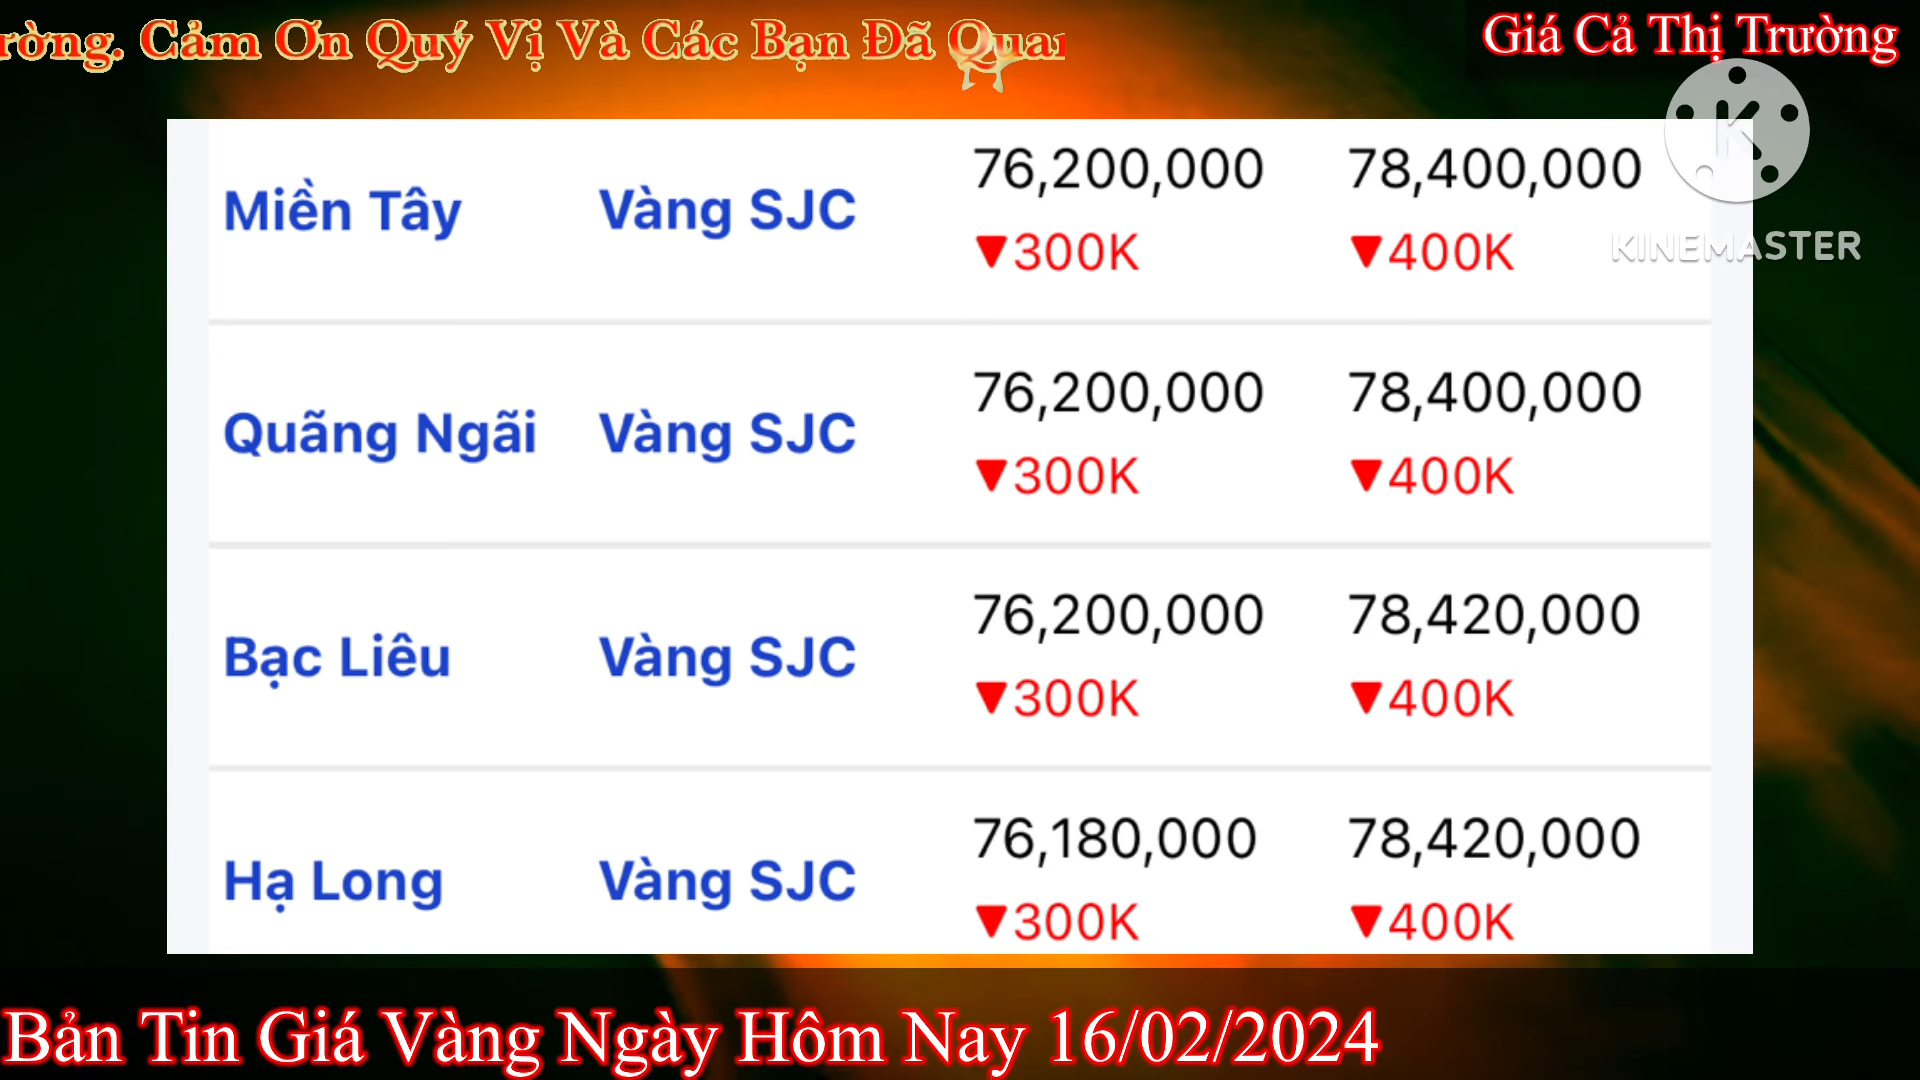 ường. Cảm Ơn Quý Vị Và Các Bạn Đã Quan
Giá Cả Thị Trường
KINEMASTER
Miền Tây Vàng SJC 76,200,000 78,400,000
▼300K ▼400K
Quãng Ngãi Vàng SJC 76,200,000 78,400,000
▼300K ▼400K
Bạc Liêu Vàng SJC 76,200,000 78,420,000
▼300K ▼400K
Hạ Long Vàng SJC 76,180,000 78,420,000
▼300K ▼400K
Bản Tin Giá Vàng Ngày Hôm Nay 16/02/2024